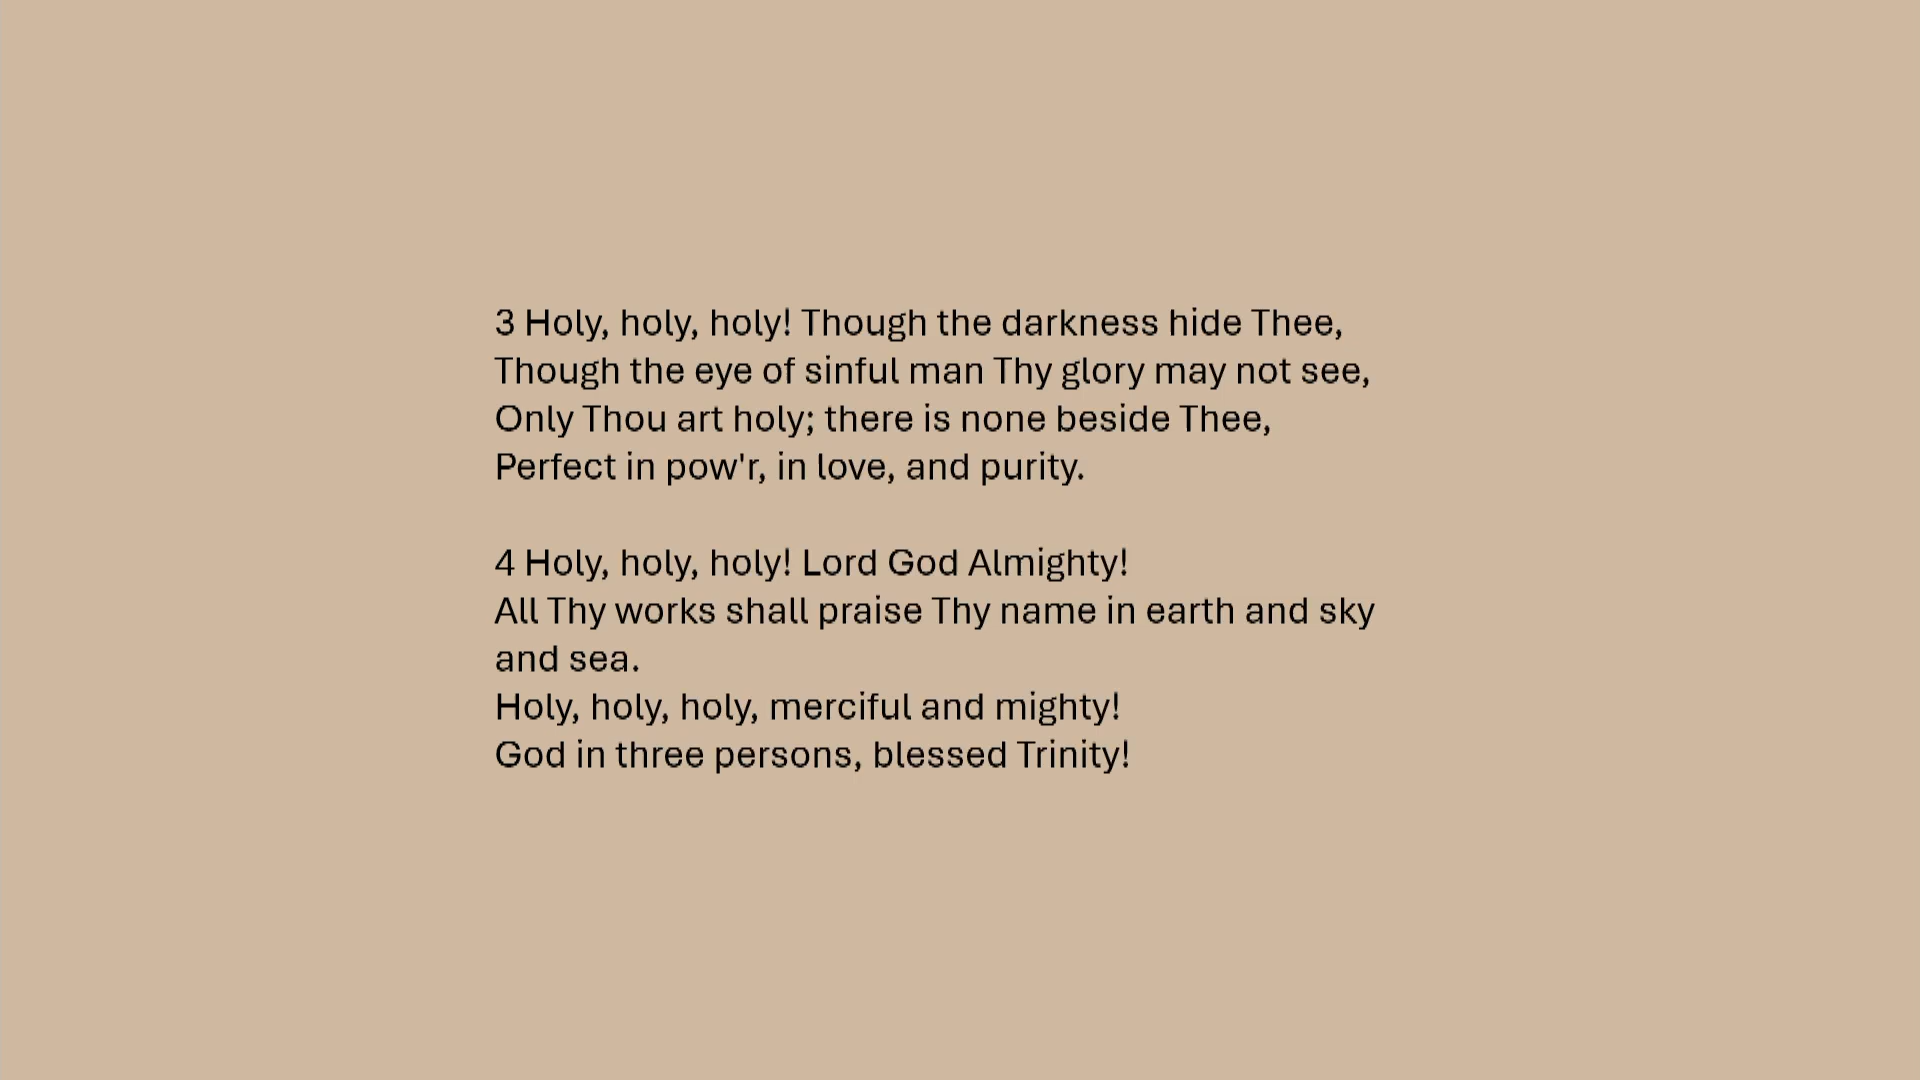 3 Holy, holy, holy! Though the darkness hide Thee,
Though the eye of sinful man Thy glory may not see,
Only Thou art holy; there is none beside Thee,
Perfect in pow'r, in love, and purity.
4 Holy, holy, holy! Lord God Almighty!
All Thy works shall praise Thy name in earth and sky
and sea.
Holy, holy, holy, merciful and mighty!
God in three persons, blessed Trinity!